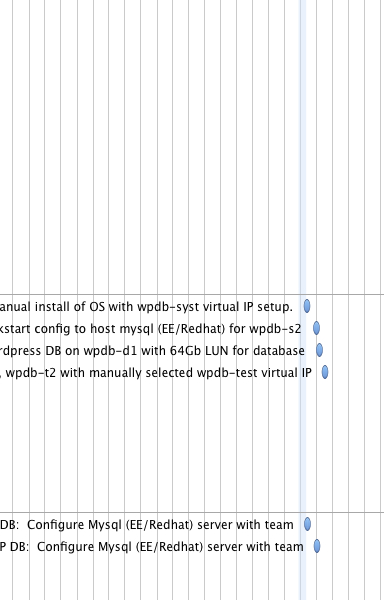 anual install of OS with wpdb-syst virtual IP setup.
kstart config to host mysql (EE/Redhat) for wpdb-s2
rdpress DB on wpdb-d1 with 64Gb LUN for database
, wpdb-t2 with manually selected wpdb-test virtual IP
DB:  Configure Mysql (EE/Redhat) server with team
P DB:  Configure Mysql (EE/Redhat) server with team